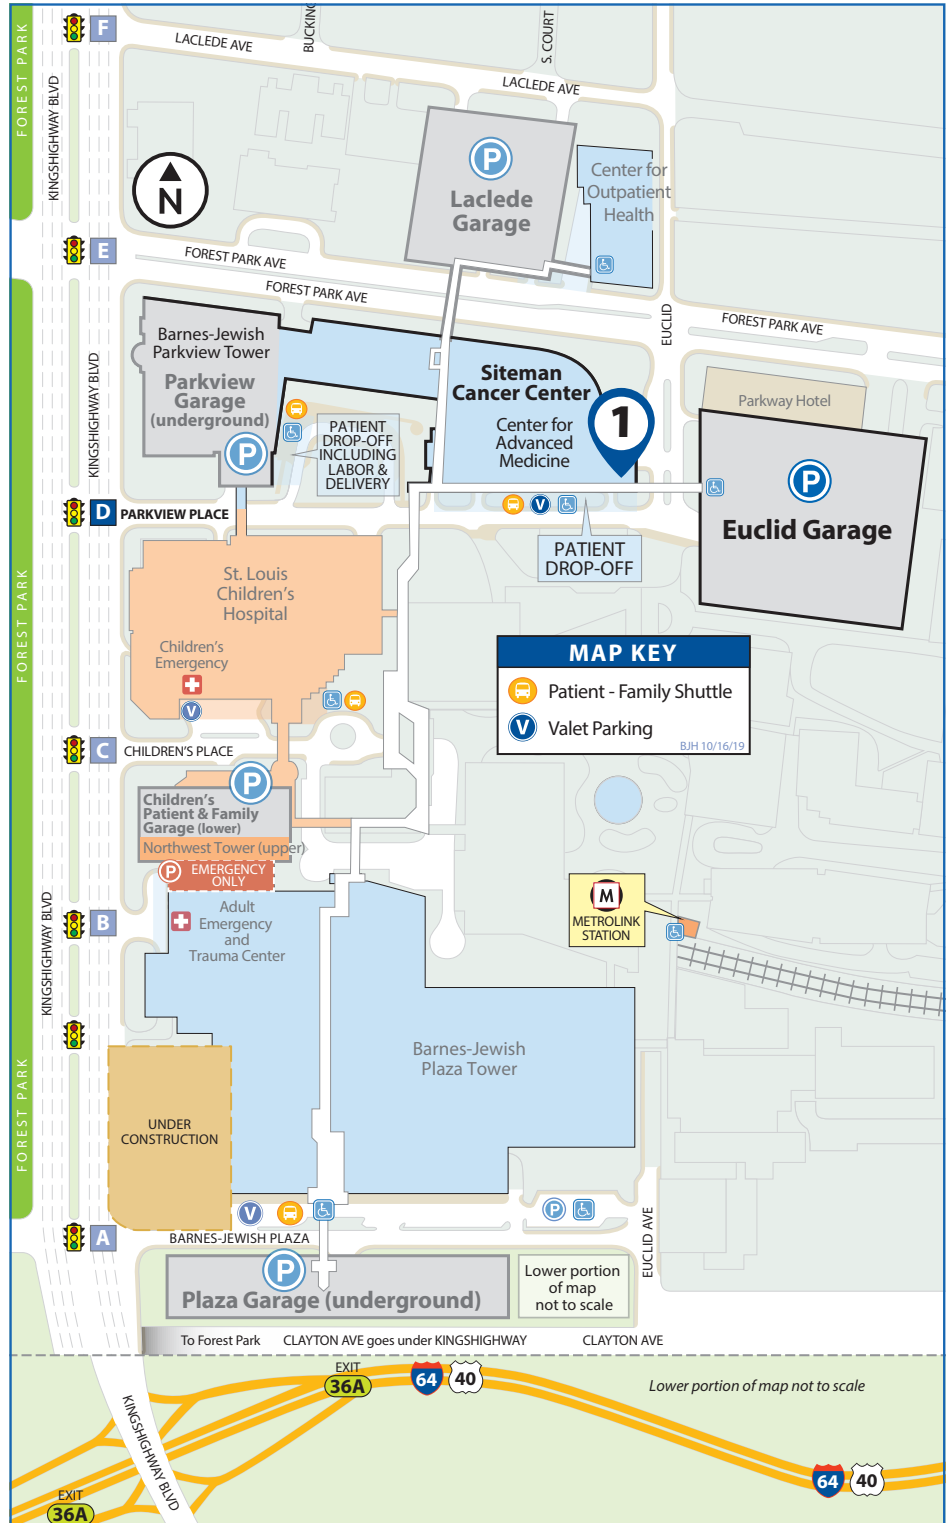 F
FOREST PARK
KINGSHIGHWAY BLVD
LACLEDE AVE
BUCKING
S. COURT
LACLEDE AVE
P
Laclede
Garage
Center for
Outpatient
Health
N
E
FOREST PARK AVE
FOREST PARK AVE
EUCLID
FOREST PARK AVE
Barnes-Jewish
Parkview Tower
Parkview
Garage
(underground)
P
KINGSHIGHWAY BLVD
PATIENT
DROP-OFF
INCLUDING
LABOR &
DELIVERY
Siteman
Cancer Center
Center for
Advanced
Medicine
1
Parkway Hotel
P
Euclid Garage
D
PARKVIEW PLACE
V
PATIENT
DROP-OFF
FOREST PARK
St. Louis
Children's
Hospital
Children's
Emergency
V
MAP KEY
Patient - Family Shuttle
V
Valet Parking
BJH 10/16/19
C
CHILDREN'S PLACE
P
Children's
Patient & Family
Garage (lower)
Northwest Tower (upper)
P
EMERGENCY
ONLY
B
KINGSHIGHWAY BLVD
Adult
Emergency
and
Trauma Center
M
METROLINK
STATION
Barnes-Jewish
Plaza Tower
FOREST PARK
UNDER
CONSTRUCTION
A
V
P
BARNES-JEWISH PLAZA
EUCLID AVE
P
Plaza Garage (underground)
Lower portion
of map
not to scale
To Forest Park
CLAYTON AVE goes under KINGSHIGHWAY
CLAYTON AVE
EXIT
36A
64
40
Lower portion of map not to scale
KINGSHIGHWAY BLVD
64
40
EXIT
36A